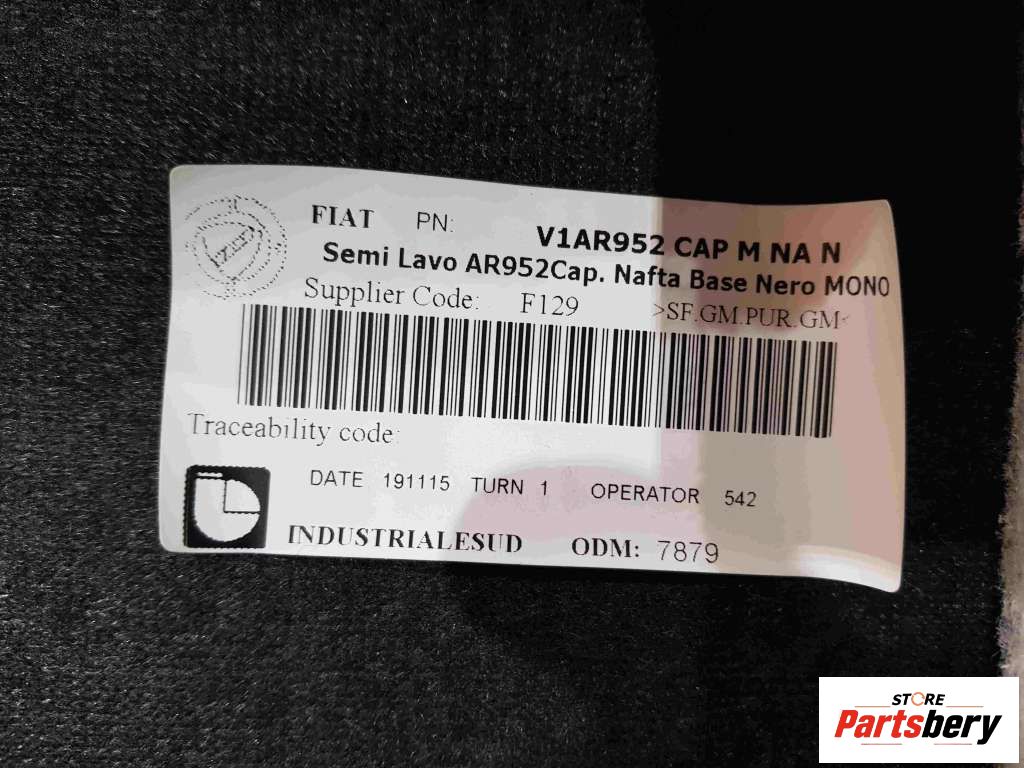 FIAT PN: V1AR952 CAP M NA N
Semi Lavo AR952Cap. Nafta Base Nero MONO
Supplier Code: F129 >SF.GM.PUR.GM<
Traceability code:
DATE 191115 TURN 1 OPERATOR 542
INDUSTRIALESUD ODM: 7879
STORE
Partsbery